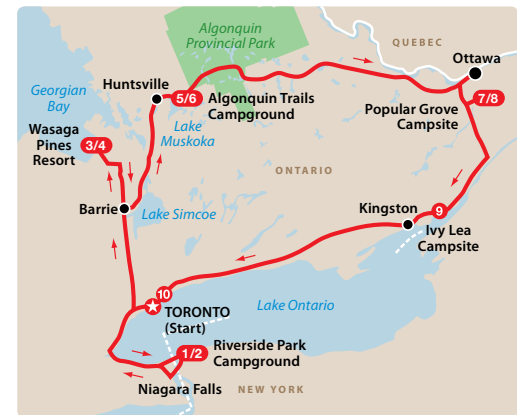 Algonquin
Provincial Park
QUEBEC
Ottawa
Huntsville
Georgian
Bay
5/6
Algonquin Trails
Campground
7/8
Popular Grove
Campsite
Wasaga
Pines
Resort
3/4
Lake
Muskoka
ONTARIO
Barrie
Lake Simcoe
Kingston
9
Ivy Lea
Campsite
10
TORONTO
(Start)
Lake Ontario
1/2
Riverside Park
Campground
Niagara Falls
NEW YORK